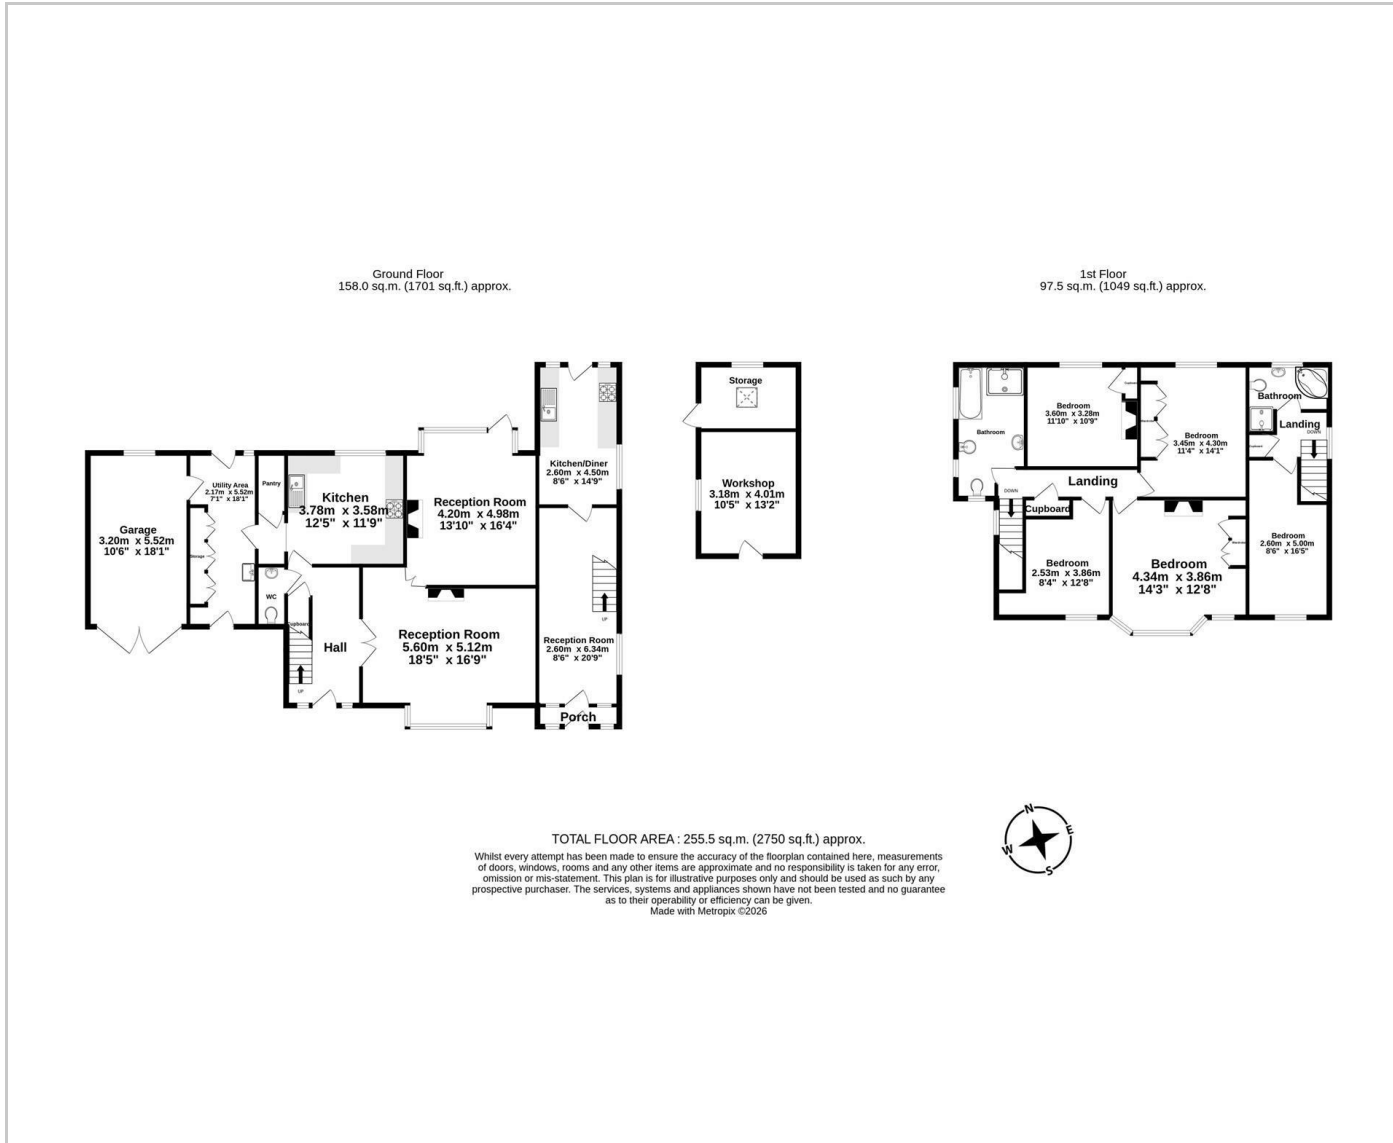 Ground Floor
158.0 sq.m. (1701 sq.ft.) approx.
1st Floor
97.5 sq.m. (1049 sq.ft.) approx.
Garage
3.20m x 5.52m
10'6" x 18'1"
Utility Area
2.17m x 5.52m
7'1" x 18'1"
Storage
Pantry
WC
Kitchen
3.78m x 3.58m
12'5" x 11'9"
Cupboard
UP
Hall
Reception Room
4.20m x 4.98m
13'10" x 16'4"
Reception Room
5.60m x 5.12m
18'5" x 16'9"
Kitchen/Diner
2.60m x 4.50m
8'6" x 14'9"
UP
Reception Room
2.60m x 6.34m
8'6" x 20'9"
Porch
Storage
Workshop
3.18m x 4.01m
10'5" x 13'2"
Bathroom
Bedroom
3.60m x 3.28m
11'10" x 10'9"
Cupboard
Wardrobe
Bedroom
3.45m x 4.30m
11'4" x 14'1"
Bathroom
Landing
DOWN
Cupboard
Landing
DOWN
Cupboard
Bedroom
2.53m x 3.86m
8'4" x 12'8"
Bedroom
4.34m x 3.86m
14'3" x 12'8"
Wardrobe
Bedroom
2.60m x 5.00m
8'6" x 16'5"
N
E
W
S
TOTAL FLOOR AREA : 255.5 sq.m. (2750 sq.ft.) approx.
Whilst every attempt has been made to ensure the accuracy of the floorplan contained here, measurements
of doors, windows, rooms and any other items are approximate and no responsibility is taken for any error,
omission or mis-statement. This plan is for illustrative purposes only and should be used as such by any
prospective purchaser. The services, systems and appliances shown have not been tested and no guarantee
as to their operability or efficiency can be given.
Made with Metropix ©2026